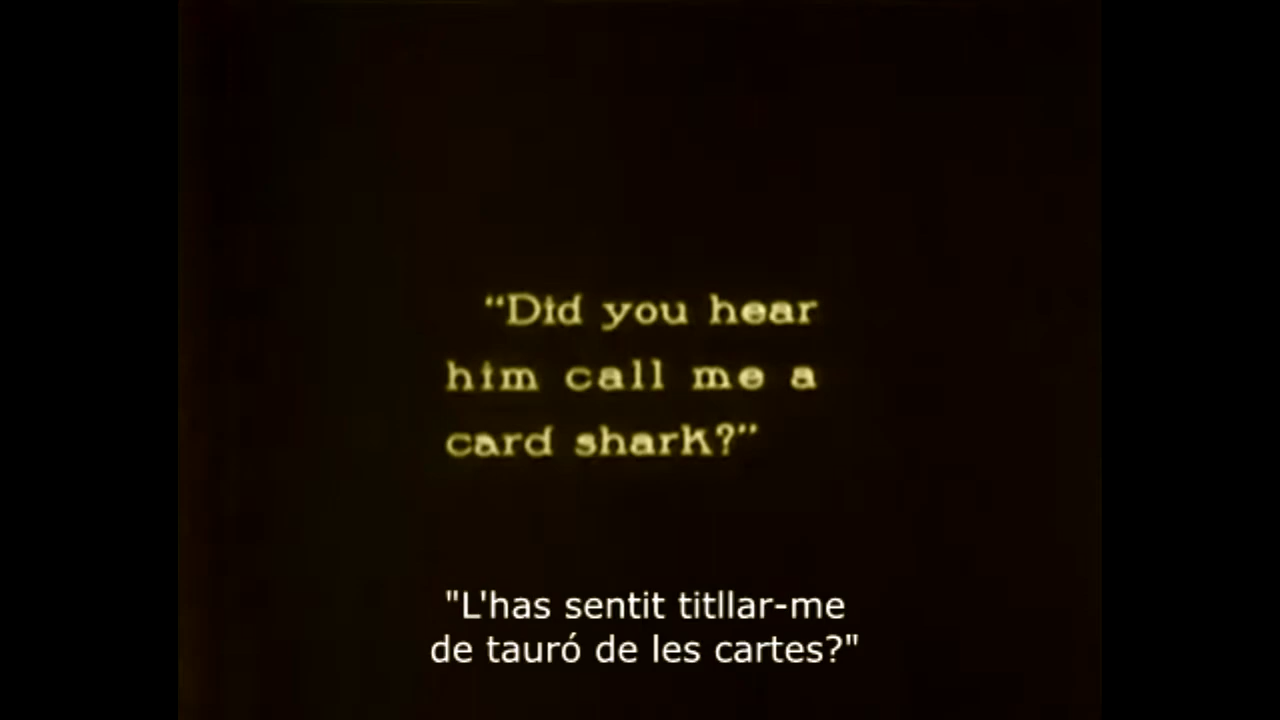 “Did you hear
him call me a
card shark?”
"L'has sentit titllar-me
de tauró de les cartes?"